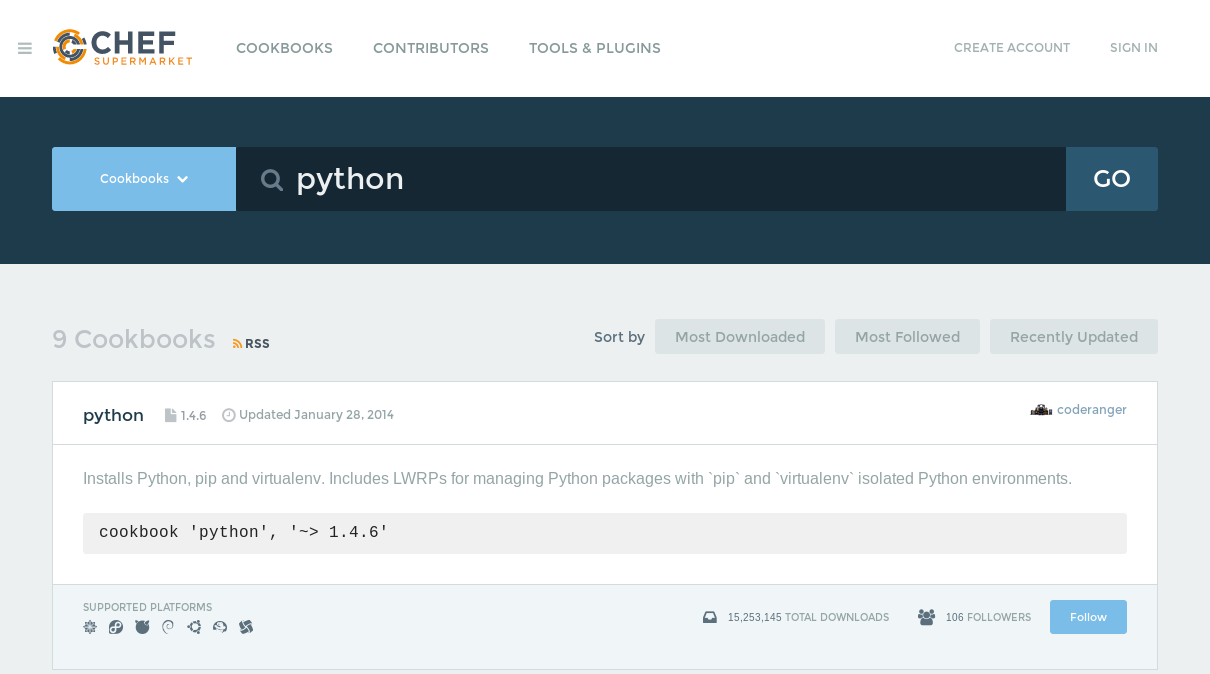 CHEF
SUPERMARKET
COOKBOOKS CONTRIBUTORS TOOLS & PLUGINS CREATE ACCOUNT SIGN IN
Cookbooks python GO
9 Cookbooks RSS Sort by Most Downloaded Most Followed Recently Updated
python 1.4.6 Updated January 28, 2014 coderanger
Installs Python, pip and virtualenv. Includes LWRPs for managing Python packages with `pip` and `virtualenv` isolated Python environments.
cookbook 'python', '~> 1.4.6'
SUPPORTED PLATFORMS
15,253,145 TOTAL DOWNLOADS 106 FOLLOWERS Follow